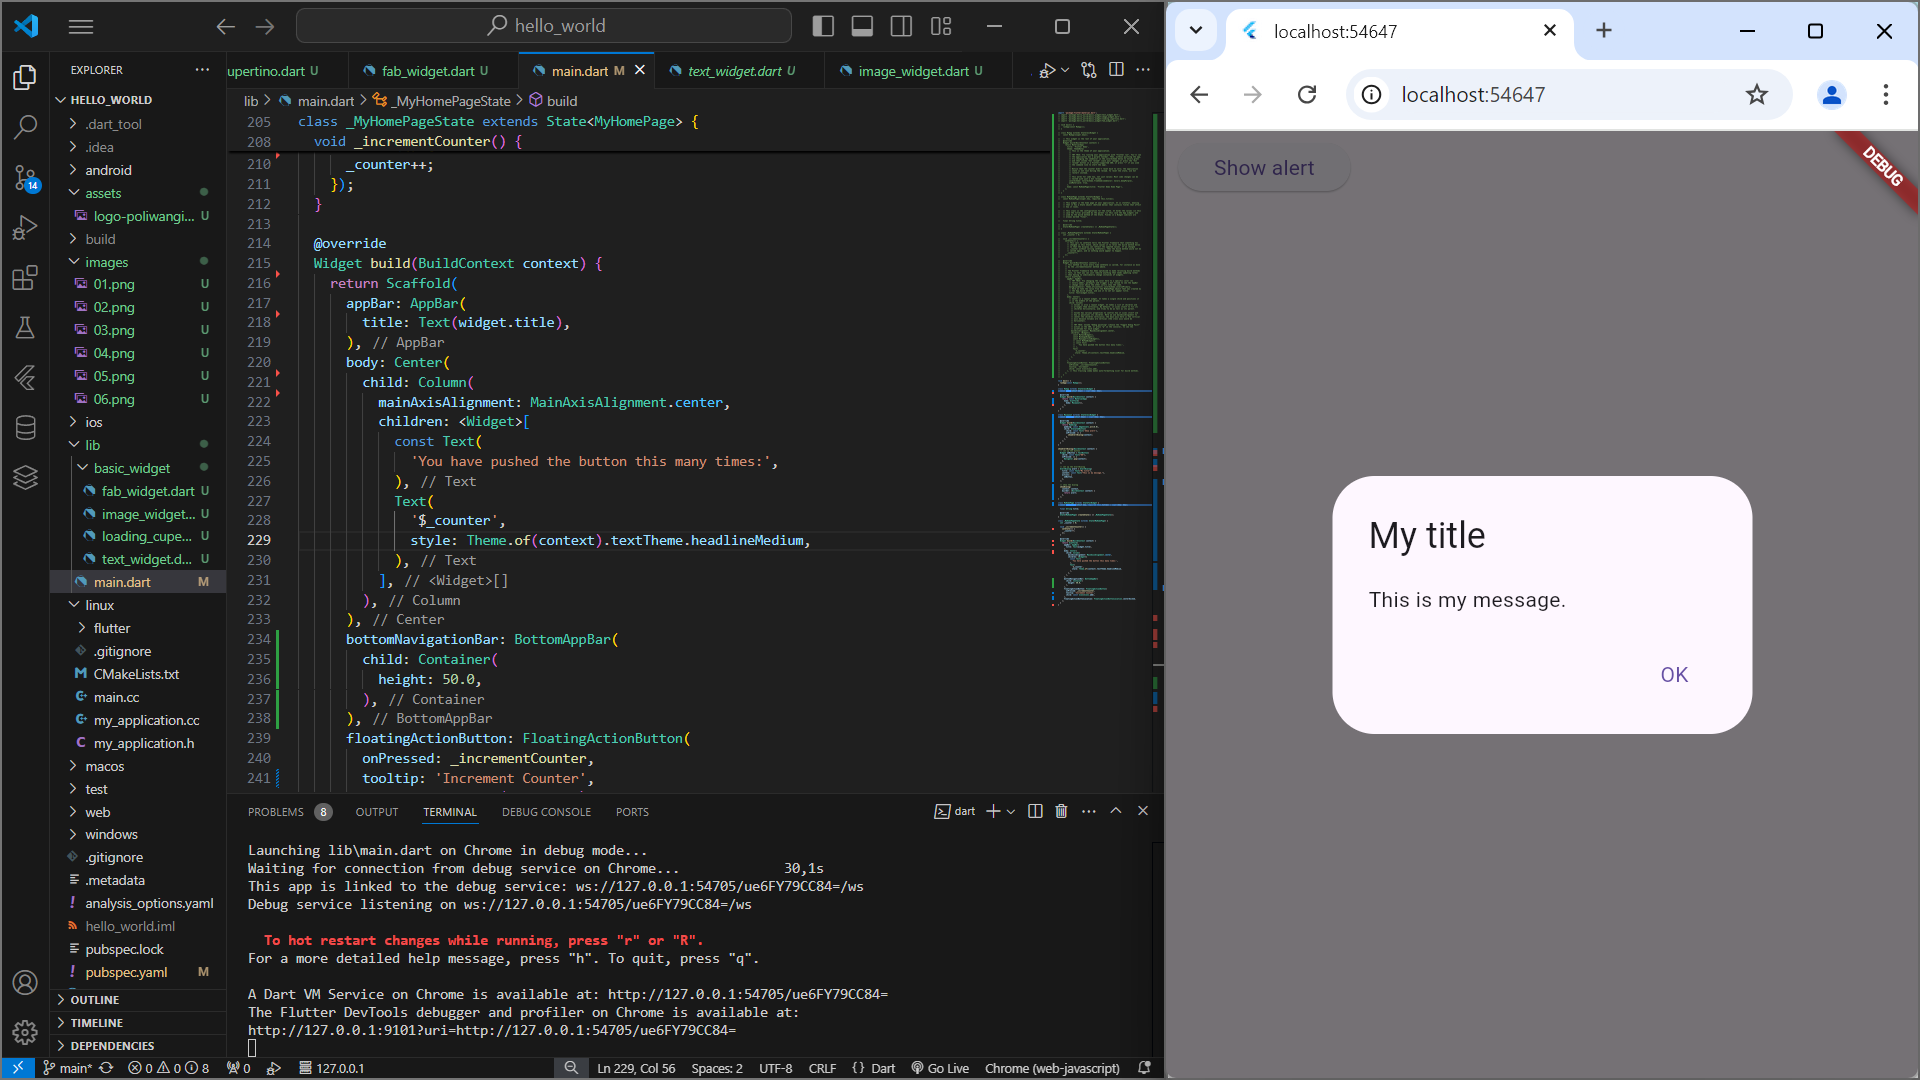 hello_world
EXPLORER
HELLO_WORLD
.dart_tool
.idea
android
assets
logo-poliwangi... U
build
images
01.png U
02.png U
03.png U
04.png U
05.png U
06.png U
ios
lib
basic_widget
fab_widget.dart U
image_widget... U
loading_cupe... U
text_widget.d... U
main.dart M
linux
flutter
.gitignore
CMakeLists.txt
main.cc
my_application.cc
my_application.h
macos
test
web
windows
.gitignore
.metadata
analysis_options.yaml
hello_world.iml
pubspec.lock
pubspec.yaml M
OUTLINE
TIMELINE
DEPENDENCIES
14
upertino.dart U fab_widget.dart U main.dart M text_widget.dart U image_widget.dart U
lib > main.dart > _MyHomePageState > build
205 class _MyHomePageState extends State<MyHomePage> {
208 void _incrementCounter() {
210 _counter++;
211 });
212 }
213
214 @override
215 Widget build(BuildContext context) {
216 return Scaffold(
217 appBar: AppBar(
218 title: Text(widget.title),
219 ), // AppBar
220 body: Center(
221 child: Column(
222 mainAxisAlignment: MainAxisAlignment.center,
223 children: <Widget>[
224 const Text(
225 'You have pushed the button this many times:',
226 ), // Text
227 Text(
228 '$_counter',
229 style: Theme.of(context).textTheme.headlineMedium,
230 ), // Text
231 ], // <Widget>[]
232 ), // Column
233 ), // Center
234 bottomNavigationBar: BottomAppBar(
235 child: Container(
236 height: 50.0,
237 ), // Container
238 ), // BottomAppBar
239 floatingActionButton: FloatingActionButton(
240 onPressed: _incrementCounter,
241 tooltip: 'Increment Counter',
PROBLEMS 8 OUTPUT TERMINAL DEBUG CONSOLE PORTS dart
Launching lib\main.dart on Chrome in debug mode...
Waiting for connection from debug service on Chrome... 30,1s
This app is linked to the debug service: ws://127.0.0.1:54705/ue6FY79CC84=/ws
Debug service listening on ws://127.0.0.1:54705/ue6FY79CC84=/ws
To hot restart changes while running, press "r" or "R".
For a more detailed help message, press "h". To quit, press "q".
A Dart VM Service on Chrome is available at: http://127.0.0.1:54705/ue6FY79CC84=
The Flutter DevTools debugger and profiler on Chrome is available at:
http://127.0.0.1:9101?uri=http://127.0.0.1:54705/ue6FY79CC84=
main* 0 0 8 0 127.0.0.1 Ln 229, Col 56 Spaces: 2 UTF-8 CRLF {} Dart Go Live Chrome (web-javascript)
localhost:54647
localhost:54647
Show alert
DEBUG
My title
This is my message.
OK